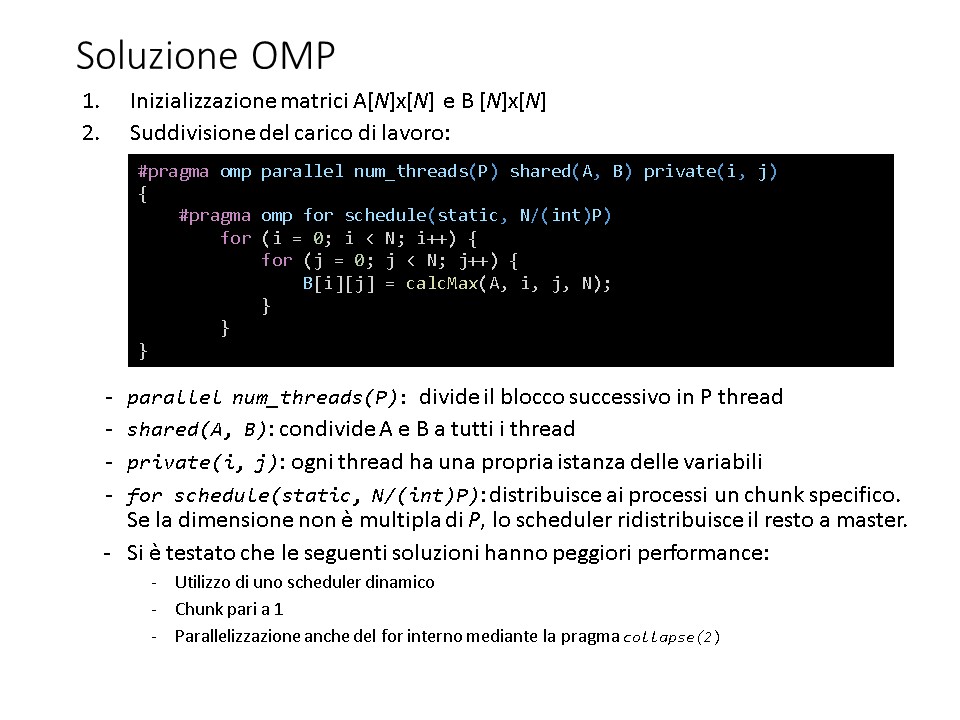 Soluzione OMP
1. Inizializzazione matrici A[N]x[N] e B [N]x[N]
2. Suddivisione del carico di lavoro:
#pragma omp parallel num_threads(P) shared(A, B) private(i, j)
{
#pragma omp for schedule(static, N/(int)P)
for (i = 0; i < N; i++) {
for (j = 0; j < N; j++) {
B[i][j] = calcMax(A, i, j, N);
}
}
}
- parallel num_threads(P): divide il blocco successivo in P thread
- shared(A, B): condivide A e B a tutti i thread
- private(i, j): ogni thread ha una propria istanza delle variabili
- for schedule(static, N/(int)P): distribuisce ai processi un chunk specifico.
Se la dimensione non è multipla di P, lo scheduler ridistribuisce il resto a master.
- Si è testato che le seguenti soluzioni hanno peggiori performance:
- Utilizzo di uno scheduler dinamico
- Chunk pari a 1
- Parallelizzazione anche del for interno mediante la pragma collapse(2)